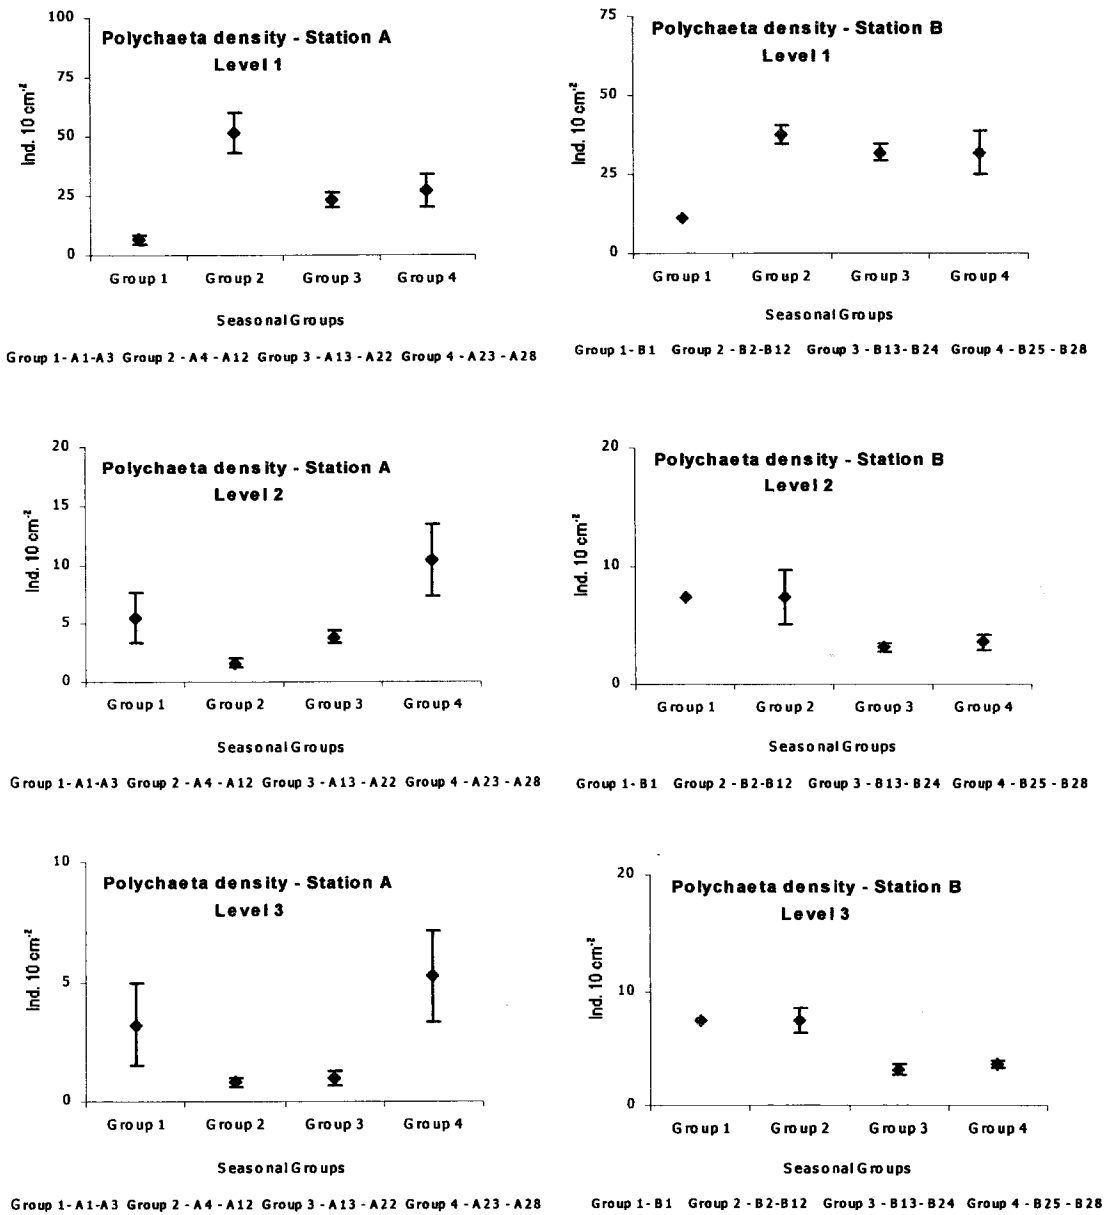 Polychaeta density - Station A
Level 1
100
75
50
25
0
Ind. 10 cm⁻²
Group 1 Group 2 Group 3 Group 4
Seasonal Groups
Group 1 - A1-A3 Group 2 - A4 - A12 Group 3 - A13 - A22 Group 4 - A23 - A28
Polychaeta density - Station B
Level 1
75
50
25
0
Ind. 10 cm⁻²
Group 1 Group 2 Group 3 Group 4
Seasonal Groups
Group 1 - B1 Group 2 - B2-B12 Group 3 - B13 - B24 Group 4 - B25 - B28
Polychaeta density - Station A
Level 2
20
15
10
5
0
Ind. 10 cm⁻²
Group 1 Group 2 Group 3 Group 4
Seasonal Groups
Group 1 - A1-A3 Group 2 - A4 - A12 Group 3 - A13 - A22 Group 4 - A23 - A28
Polychaeta density - Station B
Level 2
20
10
0
Ind. 10 cm⁻²
Group 1 Group 2 Group 3 Group 4
Seasonal Groups
Group 1 - B1 Group 2 - B2-B12 Group 3 - B13 - B24 Group 4 - B25 - B28
Polychaeta density - Station A
Level 3
10
5
0
Ind. 10 cm⁻²
Group 1 Group 2 Group 3 Group 4
Seasonal Groups
Group 1 - A1-A3 Group 2 - A4 - A12 Group 3 - A13 - A22 Group 4 - A23 - A28
Polychaeta density - Station B
Level 3
20
10
0
Ind. 10 cm⁻²
Group 1 Group 2 Group 3 Group 4
Seasonal Groups
Group 1 - B1 Group 2 - B2-B12 Group 3 - B13 - B24 Group 4 - B25 - B28